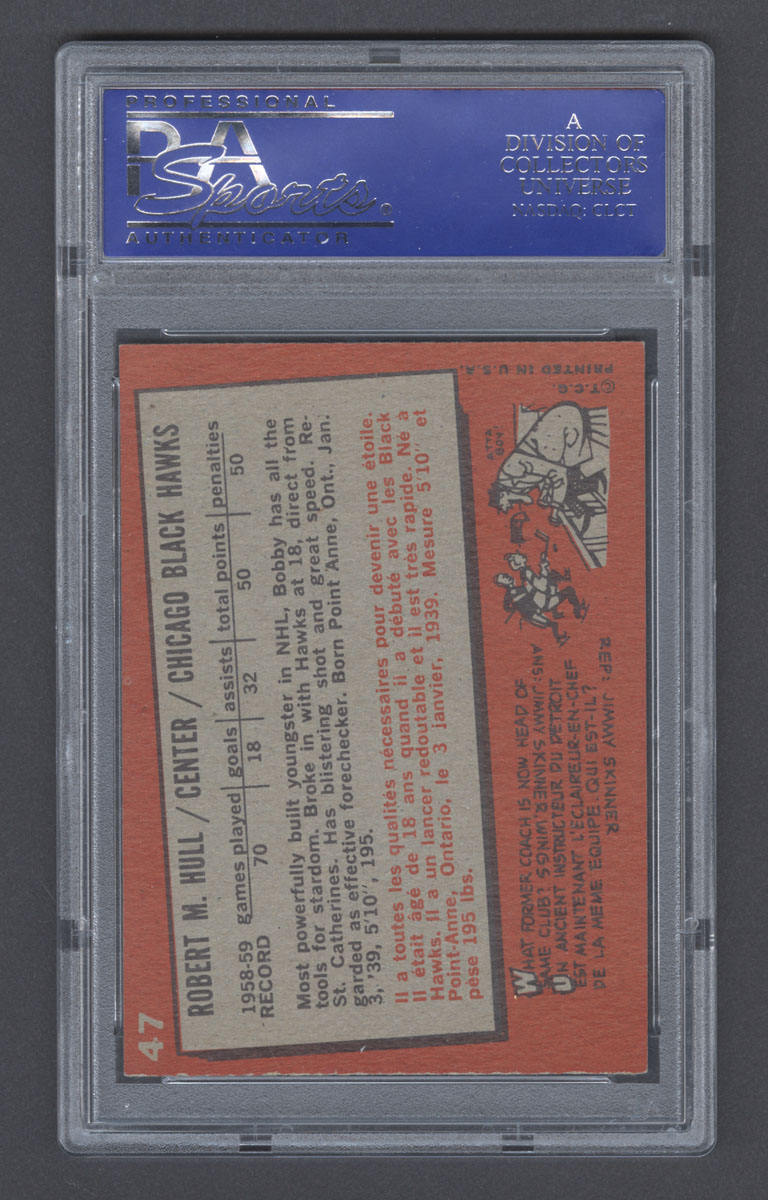 PROFESSIONAL
PSA
Sports
AUTHENTICATOR
A
DIVISION OF
COLLECTORS
UNIVERSE
NASDAQ: CLCT
47
ROBERT M. HULL / CENTER / CHICAGO BLACK HAWKS
1958-59 games played | goals | assists | total points | penalties
RECORD 70 18 32 50 50
Most powerfully built youngster in NHL, Bobby has all the
tools for stardom. Broke in with Hawks at 18, direct from
St. Catherines. Has blistering shot and great speed. Re-
garded as effective forechecker. Born Point Anne, Ont., Jan.
3, '39, 5'10", 195.
Il a toutes les qualités nécessaires pour devenir une étoile.
Il était âgé de 18 ans quand il a débuté avec les Black
Hawks. Il a un lancer redoutable et il est très rapide. Né à
Point-Anne, Ontario, le 3 janvier, 1939. Mesure 5'10" et
pèse 195 lbs.
WHAT FORMER COACH IS NOW HEAD OF
SAME CLUB? ANS: JIMMY SKINNER, WINGS
UN ANCIENT INSTRUCTEUR DU DETROIT
EST MAINTENANT L'ÉCLAIREUR-EN-CHEF
DE LA MEME EQUIPE. QUI EST-IL?
REP: JIMMY SKINNER
ATTA
BOY!
© T.C.G.
PRINTED IN U.S.A.